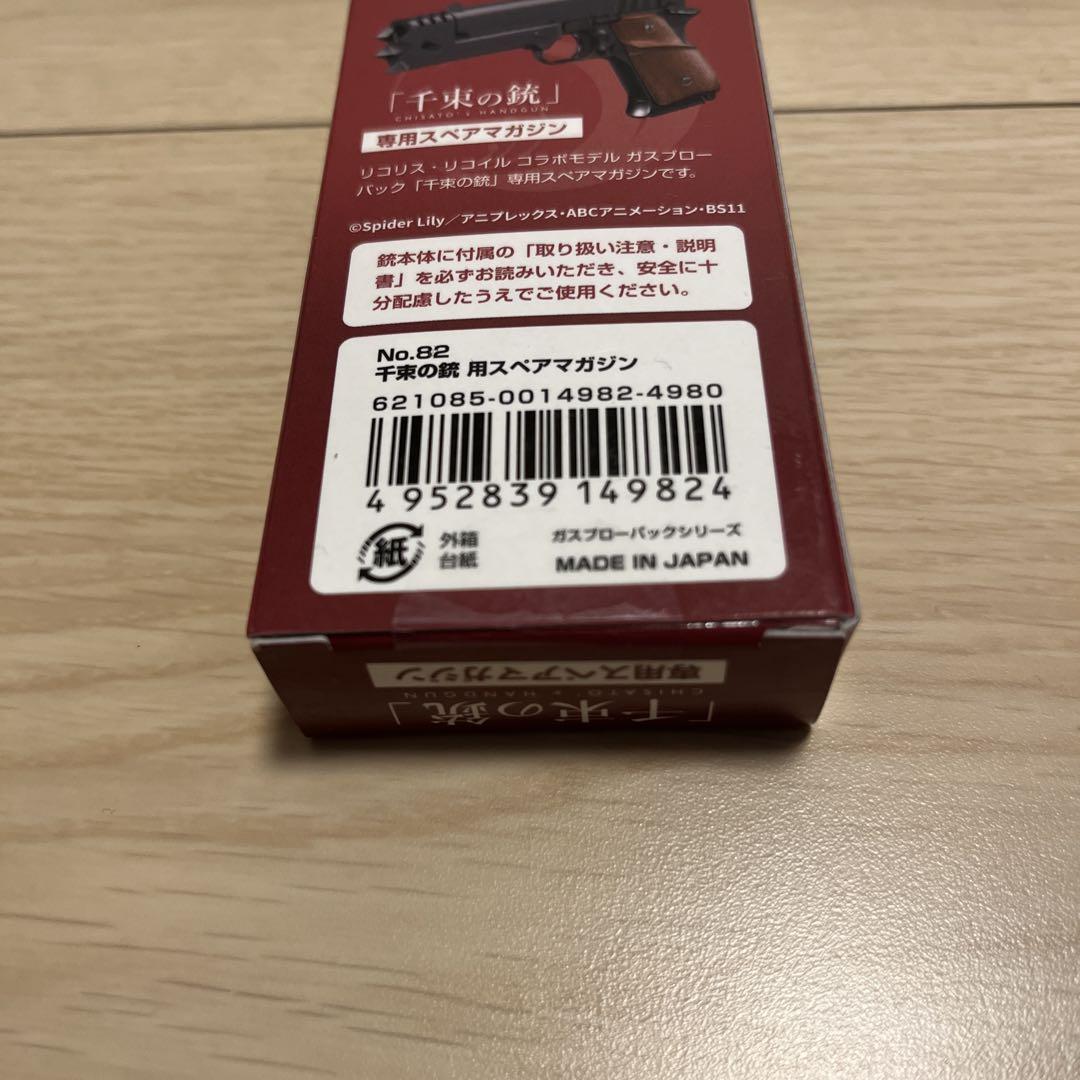 「千束の銃」
CHISATO's HANDGUN
専用スペアマガジン
リコリス・リコイル コラボモデル ガスブロー
バック「千束の銃」専用スペアマガジンです。
©Spider Lily／アニプレックス・ABCアニメーション・BS11
銃本体に付属の「取り扱い注意・説明
書」を必ずお読みいただき、安全に十
分配慮したうえでご使用ください。
No.82
千束の銃 用スペアマガジン
621085-0014982-4980
4 952839 149824
紙
外箱
台紙
ガスブローバックシリーズ
MADE IN JAPAN
専用スペアマガジン
CHISATO's HANDGUN
「千束の銃」